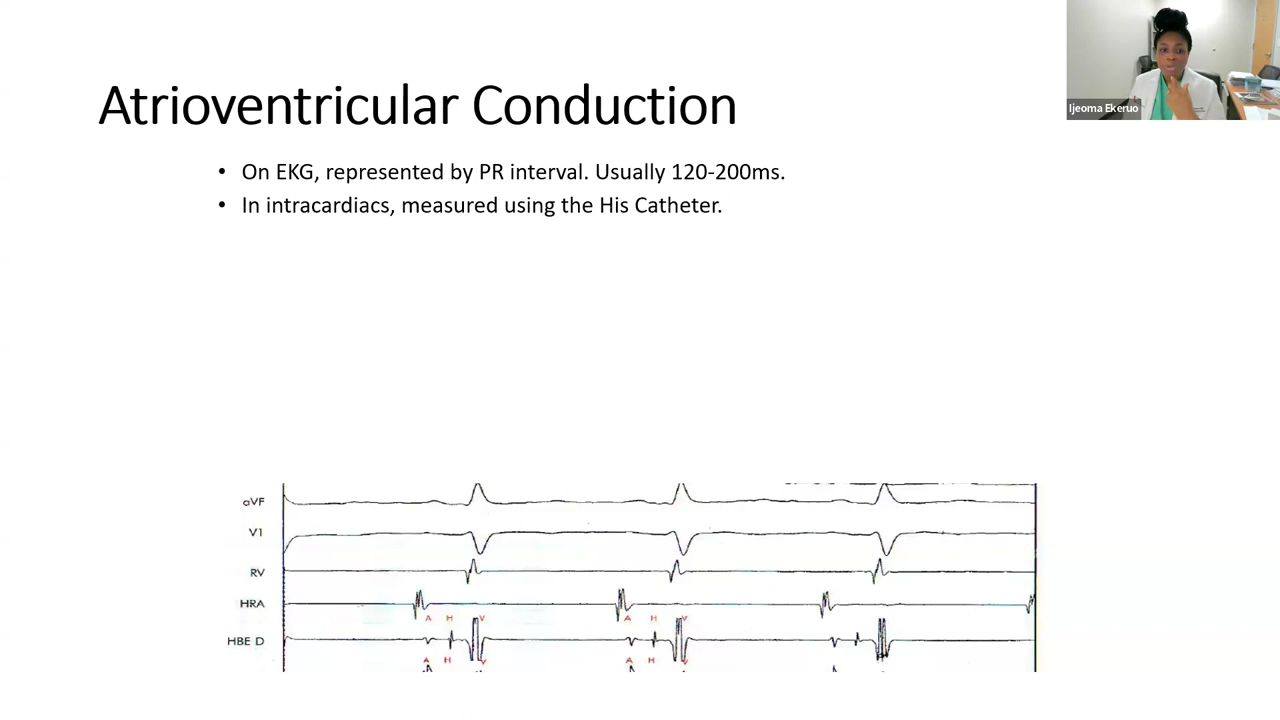 Ijeoma Ekeruo
Atrioventricular Conduction
• On EKG, represented by PR interval. Usually 120-200ms.
• In intracardiacs, measured using the His Catheter.
aVF
V1
RV
HRA
A H V A H V
HBE D
A H V A H V